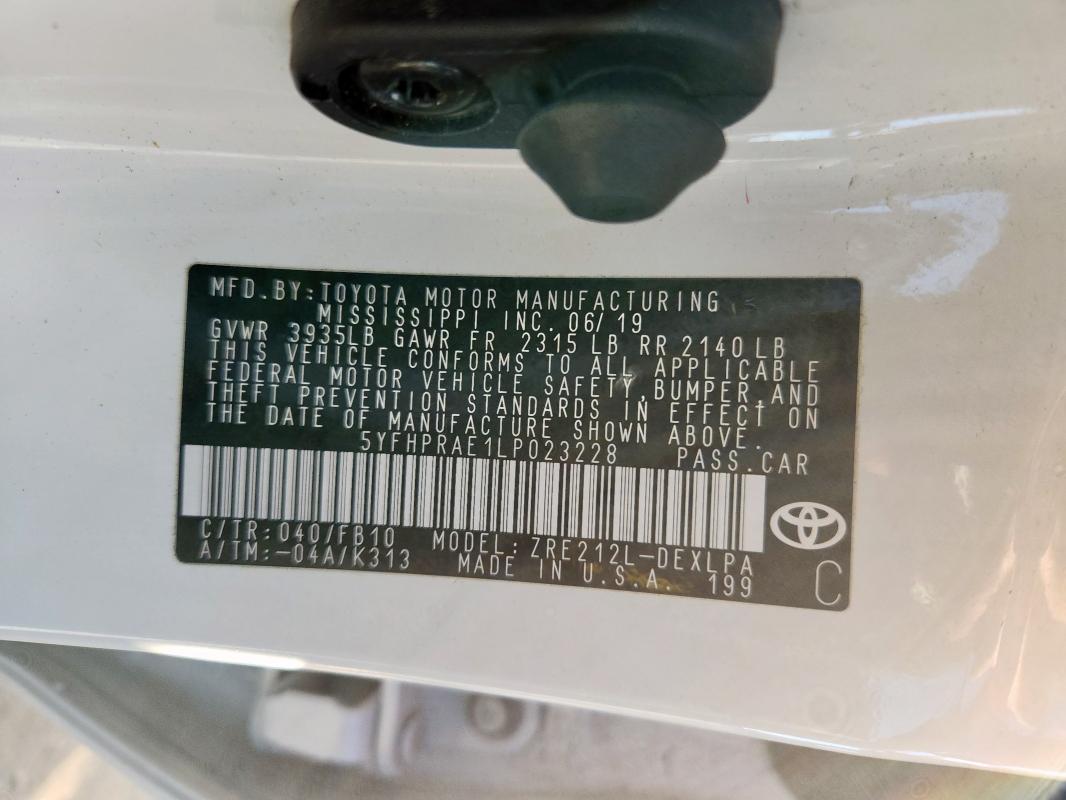 MFD.BY:TOYOTA MOTOR MANUFACTURING
MISSISSIPPI INC. 06/19
GVWR 3935LB GAWR FR 2315 LB RR 2140 LB
THIS VEHICLE CONFORMS TO ALL APPLICABLE
FEDERAL MOTOR VEHICLE SAFETY,BUMPER,AND
THEFT PREVENTION STANDARDS IN EFFECT ON
THE DATE OF MANUFACTURE SHOWN ABOVE.
5YFHPRAE1LP023228 PASS.CAR
C/TR:040/FB10 MODEL:ZRE212L-DEXLPA
A/TM:-04A/K313 MADE IN U.S.A. 199
C